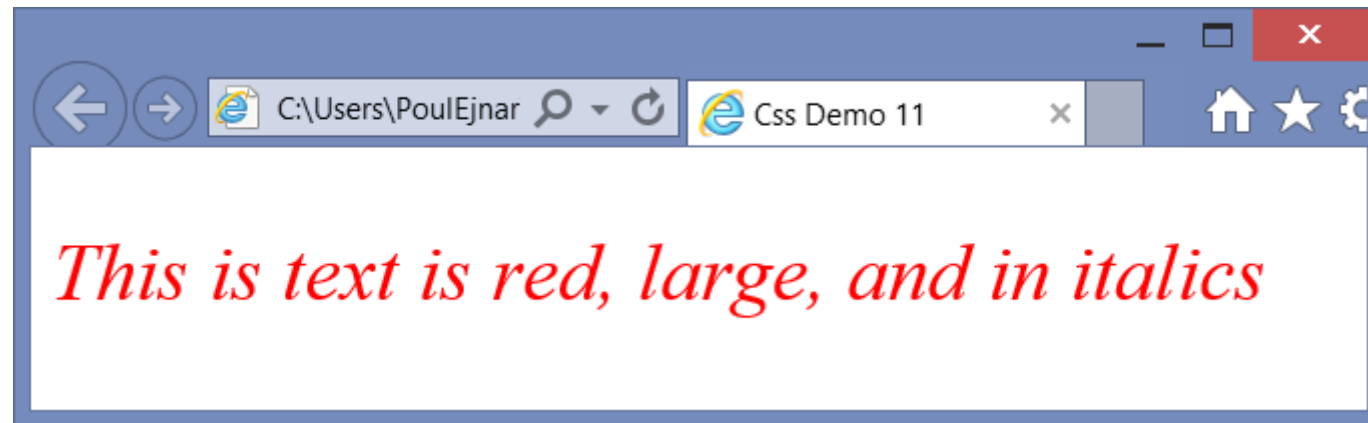 C:\Users\PoulEjnar
Css Demo 11
This is text is red, large, and in italics